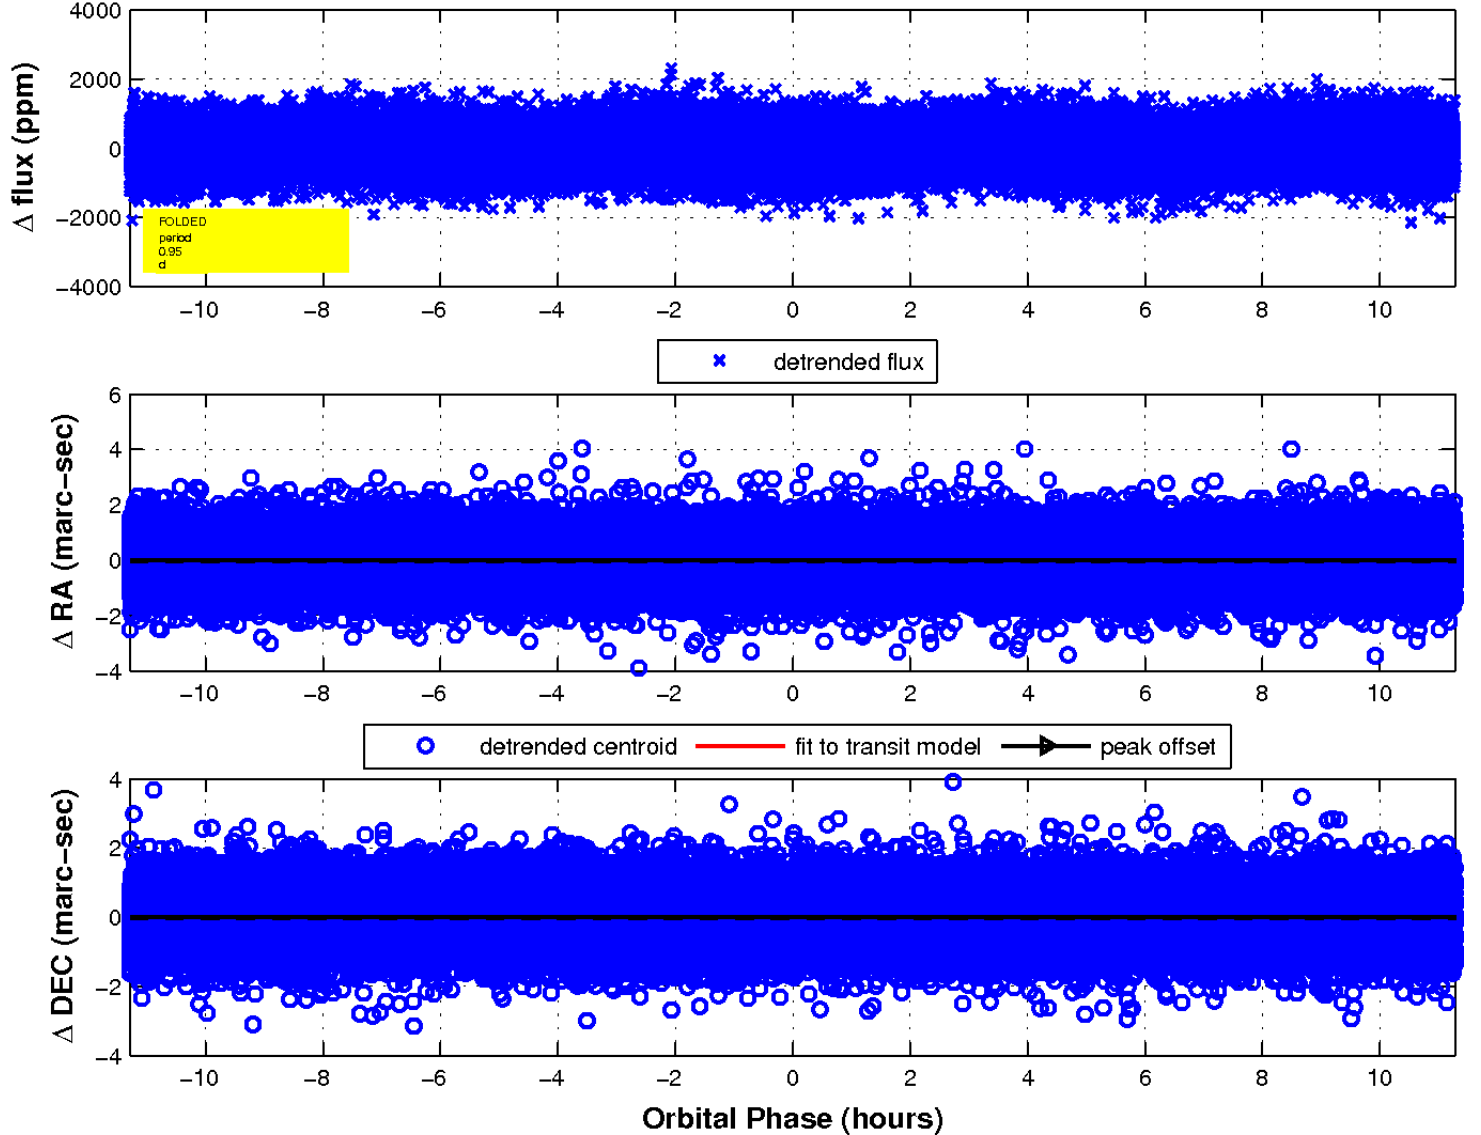 4000
2000
0
−2000
−4000
Δ flux (ppm)
FOLDED
period
0.95
d
−10 −8 −6 −4 −2 0 2 4 6 8 10
detrended flux
6
4
2
0
−2
−4
Δ RA (marc−sec)
−10 −8 −6 −4 −2 0 2 4 6 8 10
detrended centroid fit to transit model peak offset
4
2
0
−2
−4
Δ DEC (marc−sec)
−10 −8 −6 −4 −2 0 2 4 6 8 10
Orbital Phase (hours)